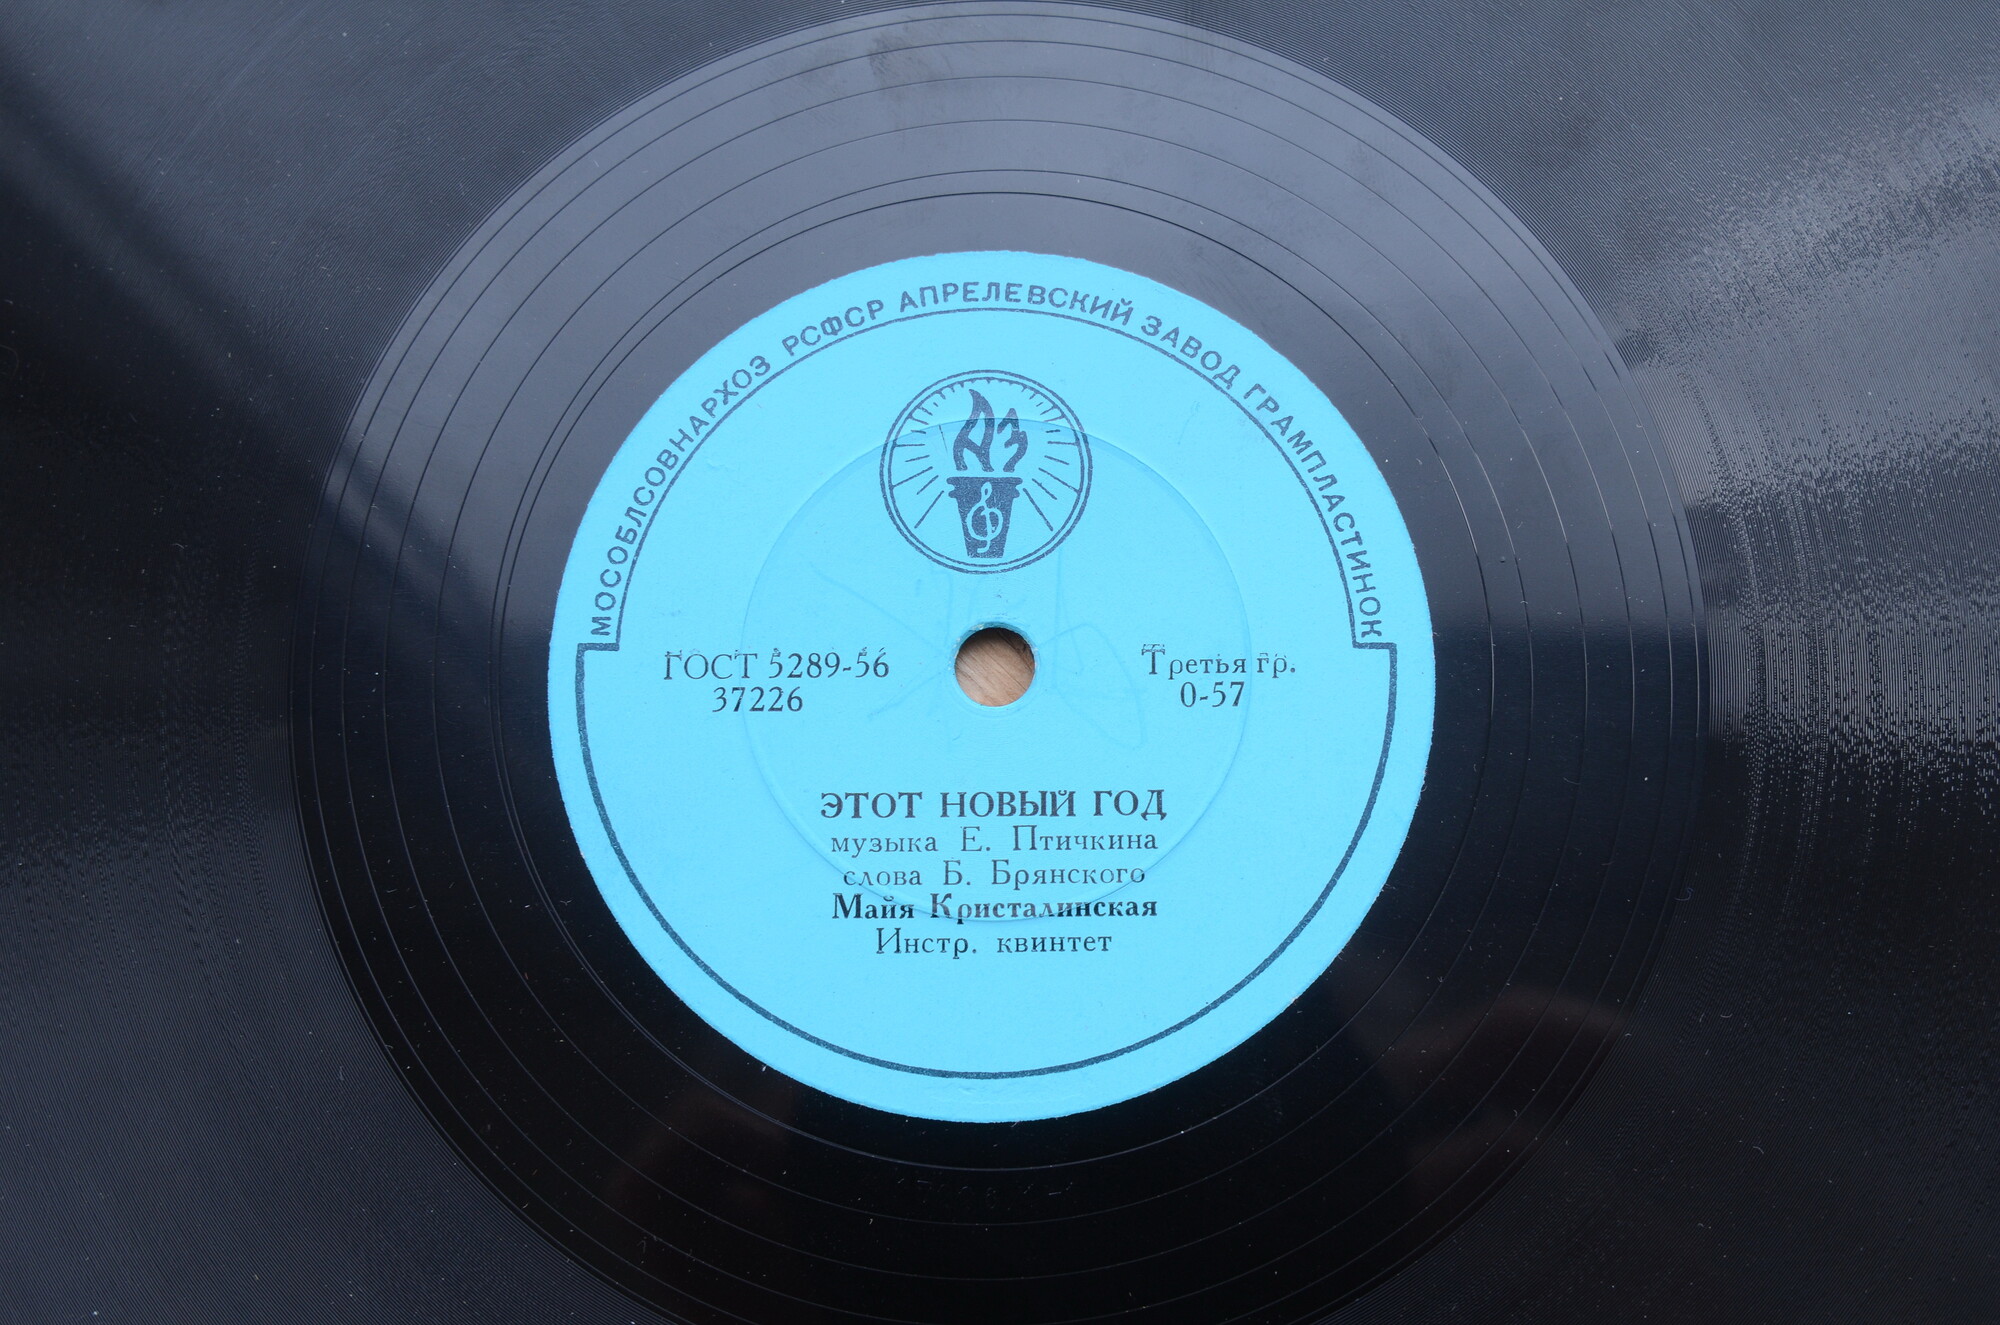 МОСОБЛСОВНАРХОЗ РСФСР АПРЕЛЕВСКИЙ ЗАВОД ГРАМПЛАСТИНОК
АЗ
ГОСТ 5289-56
37226
Третья гр.
0-57
ЭТОТ НОВЫЙ ГОД
музыка Е. Птичкина
слова Б. Брянского
Майя Кристалинская
Инстр. квинтет